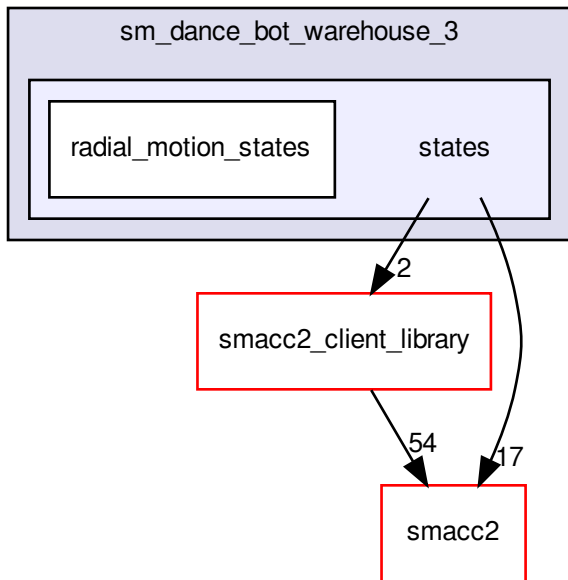 sm_dance_bot_warehouse_3
radial_motion_states
states
2
smacc2_client_library
54
17
smacc2